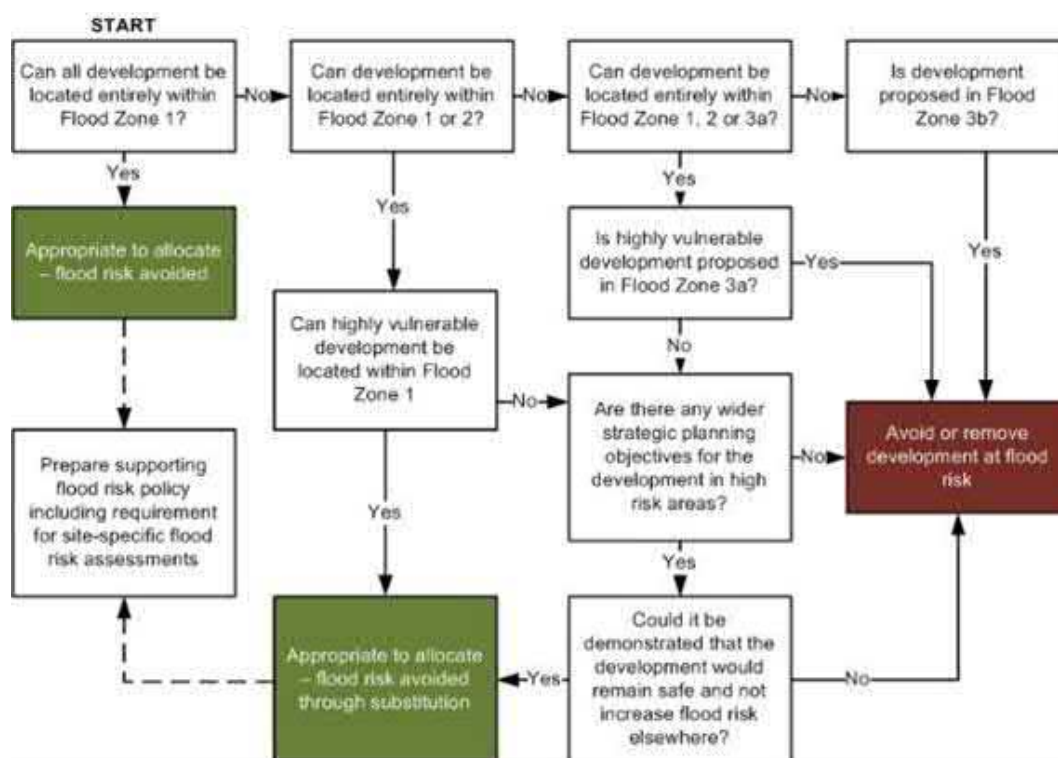 START
Can all development be
located entirely within
Flood Zone 1?
No
Can development be
located entirely within
Flood Zone 1 or 2?
No
Can development be
located entirely within
Flood Zone 1, 2 or 3a?
No
Is development
proposed in Flood
Zone 3b?
Yes
Yes
Yes
Yes
Appropriate to allocate
– flood risk avoided
Is highly vulnerable
development proposed
in Flood Zone 3a?
Yes
No
Can highly vulnerable
development be
located within Flood
Zone 1
No
Are there any wider
strategic planning
objectives for the
development in high
risk areas?
No
Avoid or remove
development at flood
risk
Prepare supporting
flood risk policy
including requirement
for site-specific flood
risk assessments
Yes
Yes
Appropriate to allocate
– flood risk avoided
through substitution
Yes
Could it be
demonstrated that the
development would
remain safe and not
increase flood risk
elsewhere?
No